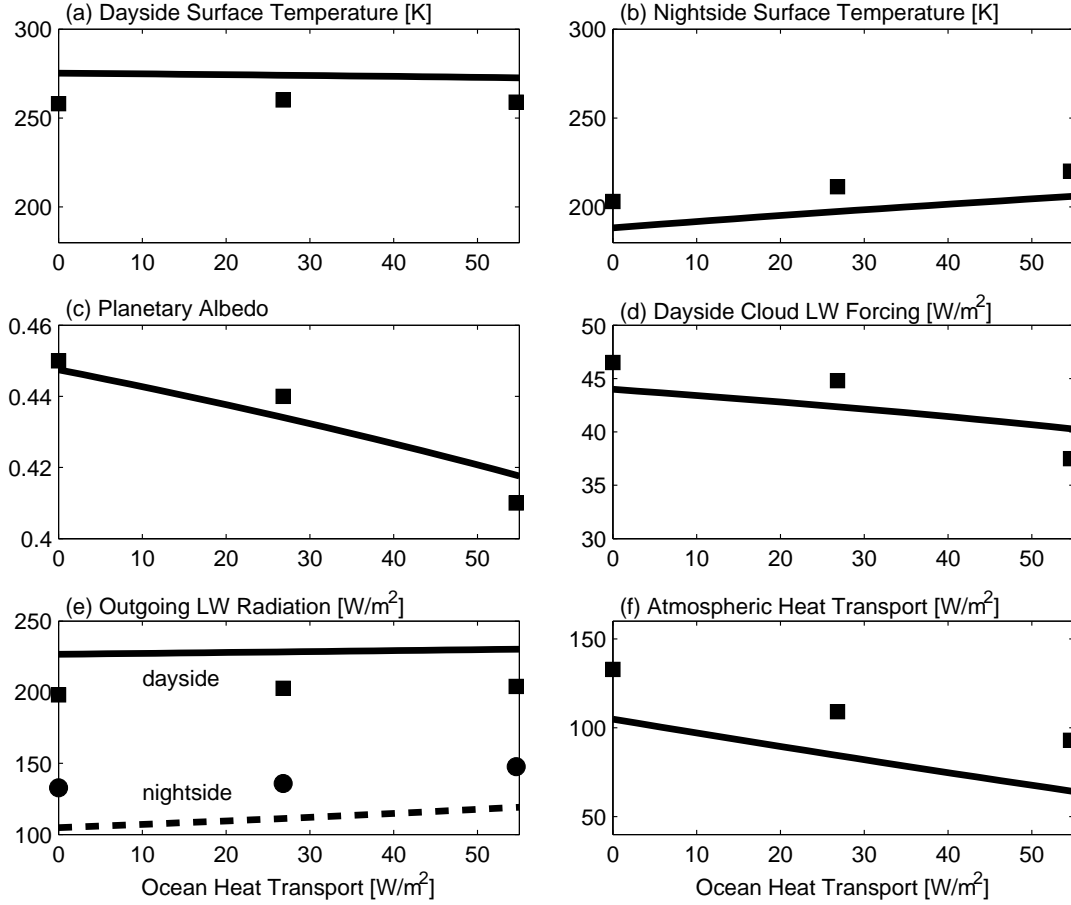 (a) Dayside Surface Temperature [K]
300
250
200
0 10 20 30 40 50
(b) Nightside Surface Temperature [K]
300
250
200
0 10 20 30 40 50
(c) Planetary Albedo
0.46
0.44
0.42
0.4
0 10 20 30 40 50
(d) Dayside Cloud LW Forcing [W/m²]
50
45
40
35
30
0 10 20 30 40 50
(e) Outgoing LW Radiation [W/m²]
250
200
150
100
dayside
nightside
0 10 20 30 40 50
Ocean Heat Transport [W/m²]
(f) Atmospheric Heat Transport [W/m²]
150
100
50
0 10 20 30 40 50
Ocean Heat Transport [W/m²]